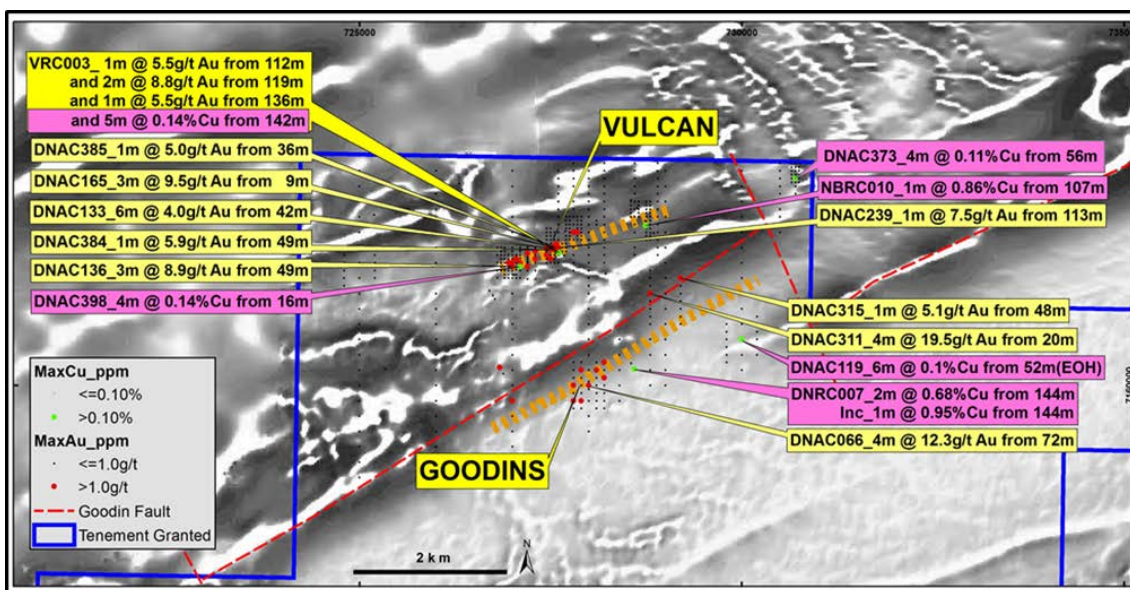 725000
730000
735000
VRC003_ 1m @ 5.5g/t Au from 112m
and 2m @ 8.8g/t Au from 119m
and 1m @ 5.5g/t Au from 136m
and 5m @ 0.14%Cu from 142m
DNAC385_1m @ 5.0g/t Au from 36m
DNAC165_3m @ 9.5g/t Au from 9m
DNAC133_6m @ 4.0g/t Au from 42m
DNAC384_1m @ 5.9g/t Au from 49m
DNAC136_3m @ 8.9g/t Au from 49m
DNAC398_4m @ 0.14%Cu from 16m
VULCAN
DNAC373_4m @ 0.11%Cu from 56m
NBRC010_1m @ 0.86%Cu from 107m
DNAC239_1m @ 7.5g/t Au from 113m
DNAC315_1m @ 5.1g/t Au from 48m
DNAC311_4m @ 19.5g/t Au from 20m
DNAC119_6m @ 0.1%Cu from 52m(EOH)
DNRC007_2m @ 0.68%Cu from 144m
Inc_1m @ 0.95%Cu from 144m
DNAC066_4m @ 12.3g/t Au from 72m
7160000
GOODINS
MaxCu_ppm
<=0.10%
>0.10%
MaxAu_ppm
<=1.0g/t
>1.0g/t
Goodin Fault
Tenement Granted
2 km
N